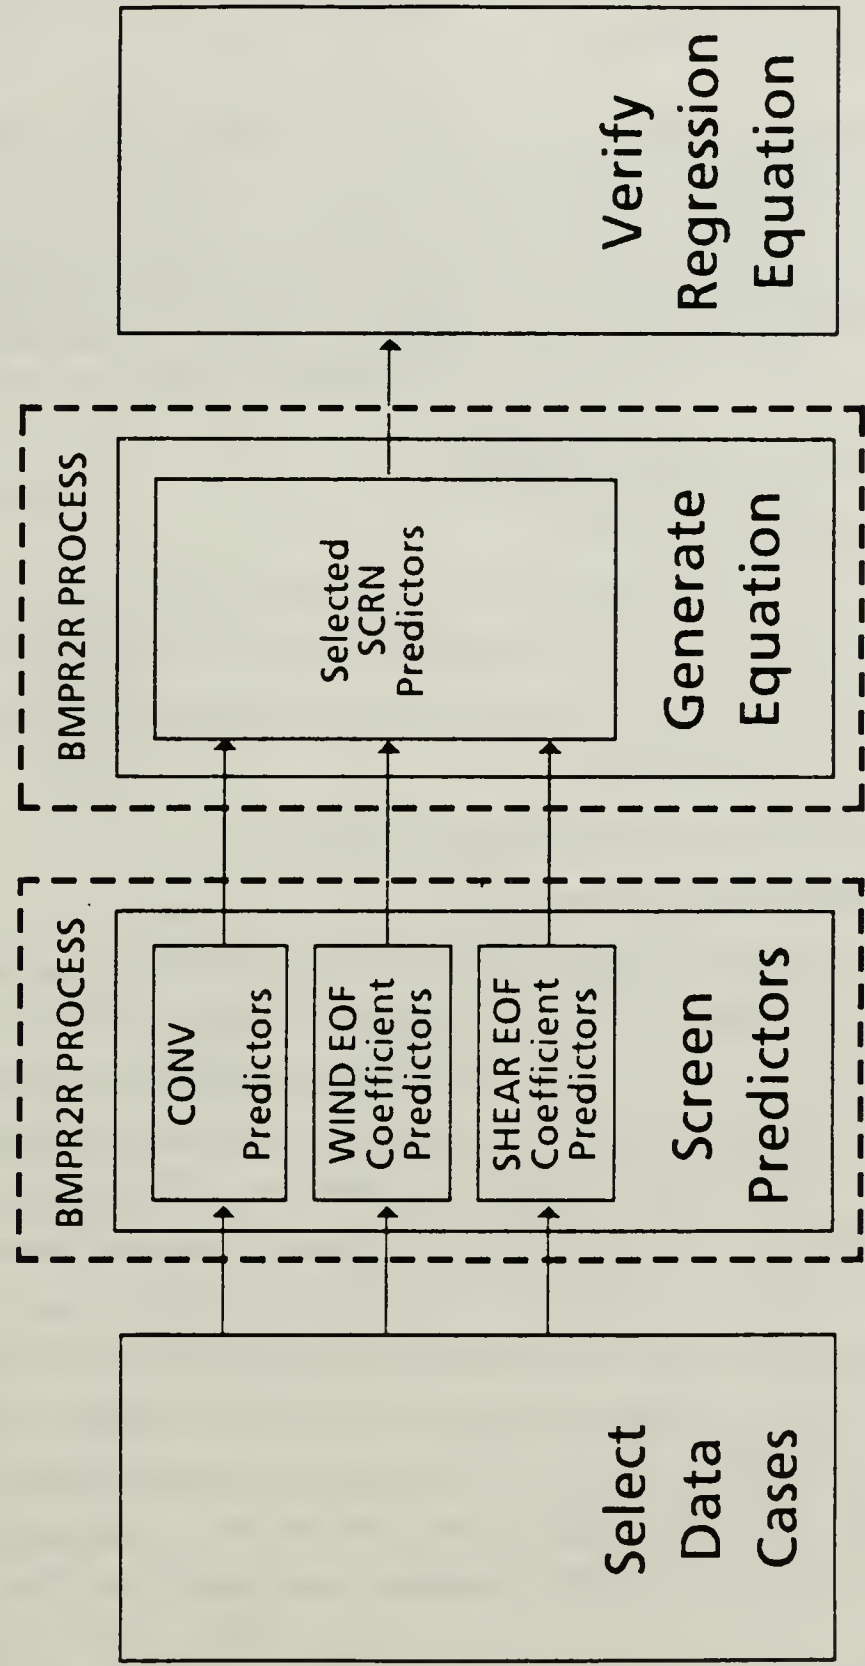 Select
Data
Cases
BMPR2R PROCESS
CONV
Predictors
WIND EOF
Coefficient
Predictors
SHEAR EOF
Coefficient
Predictors
Screen
Predictors
BMPR2R PROCESS
Selected
SCRN
Predictors
Generate
Equation
Verify
Regression
Equation